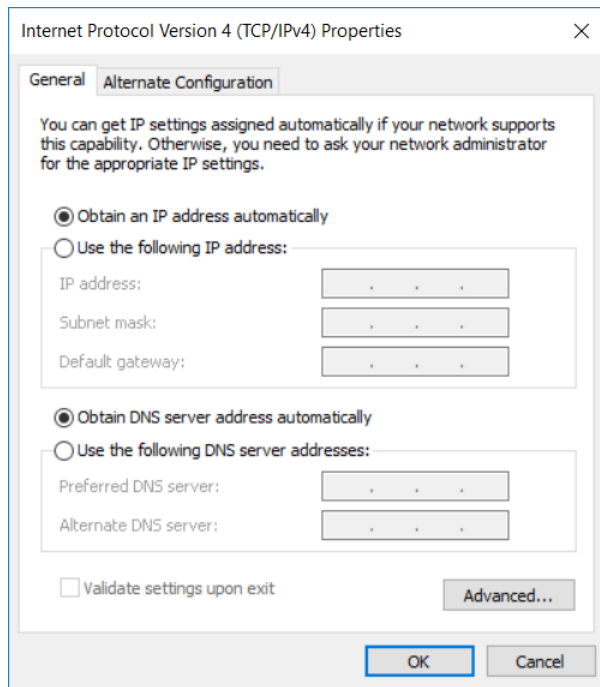 Internet Protocol Version 4 (TCP/IPv4) Properties
General
Alternate Configuration
You can get IP settings assigned automatically if your network supports
this capability. Otherwise, you need to ask your network administrator
for the appropriate IP settings.
Obtain an IP address automatically
Use the following IP address:
IP address:
. . .
Subnet mask:
. . .
Default gateway:
. . .
Obtain DNS server address automatically
Use the following DNS server addresses:
Preferred DNS server:
. . .
Alternate DNS server:
. . .
Validate settings upon exit
Advanced...
OK
Cancel